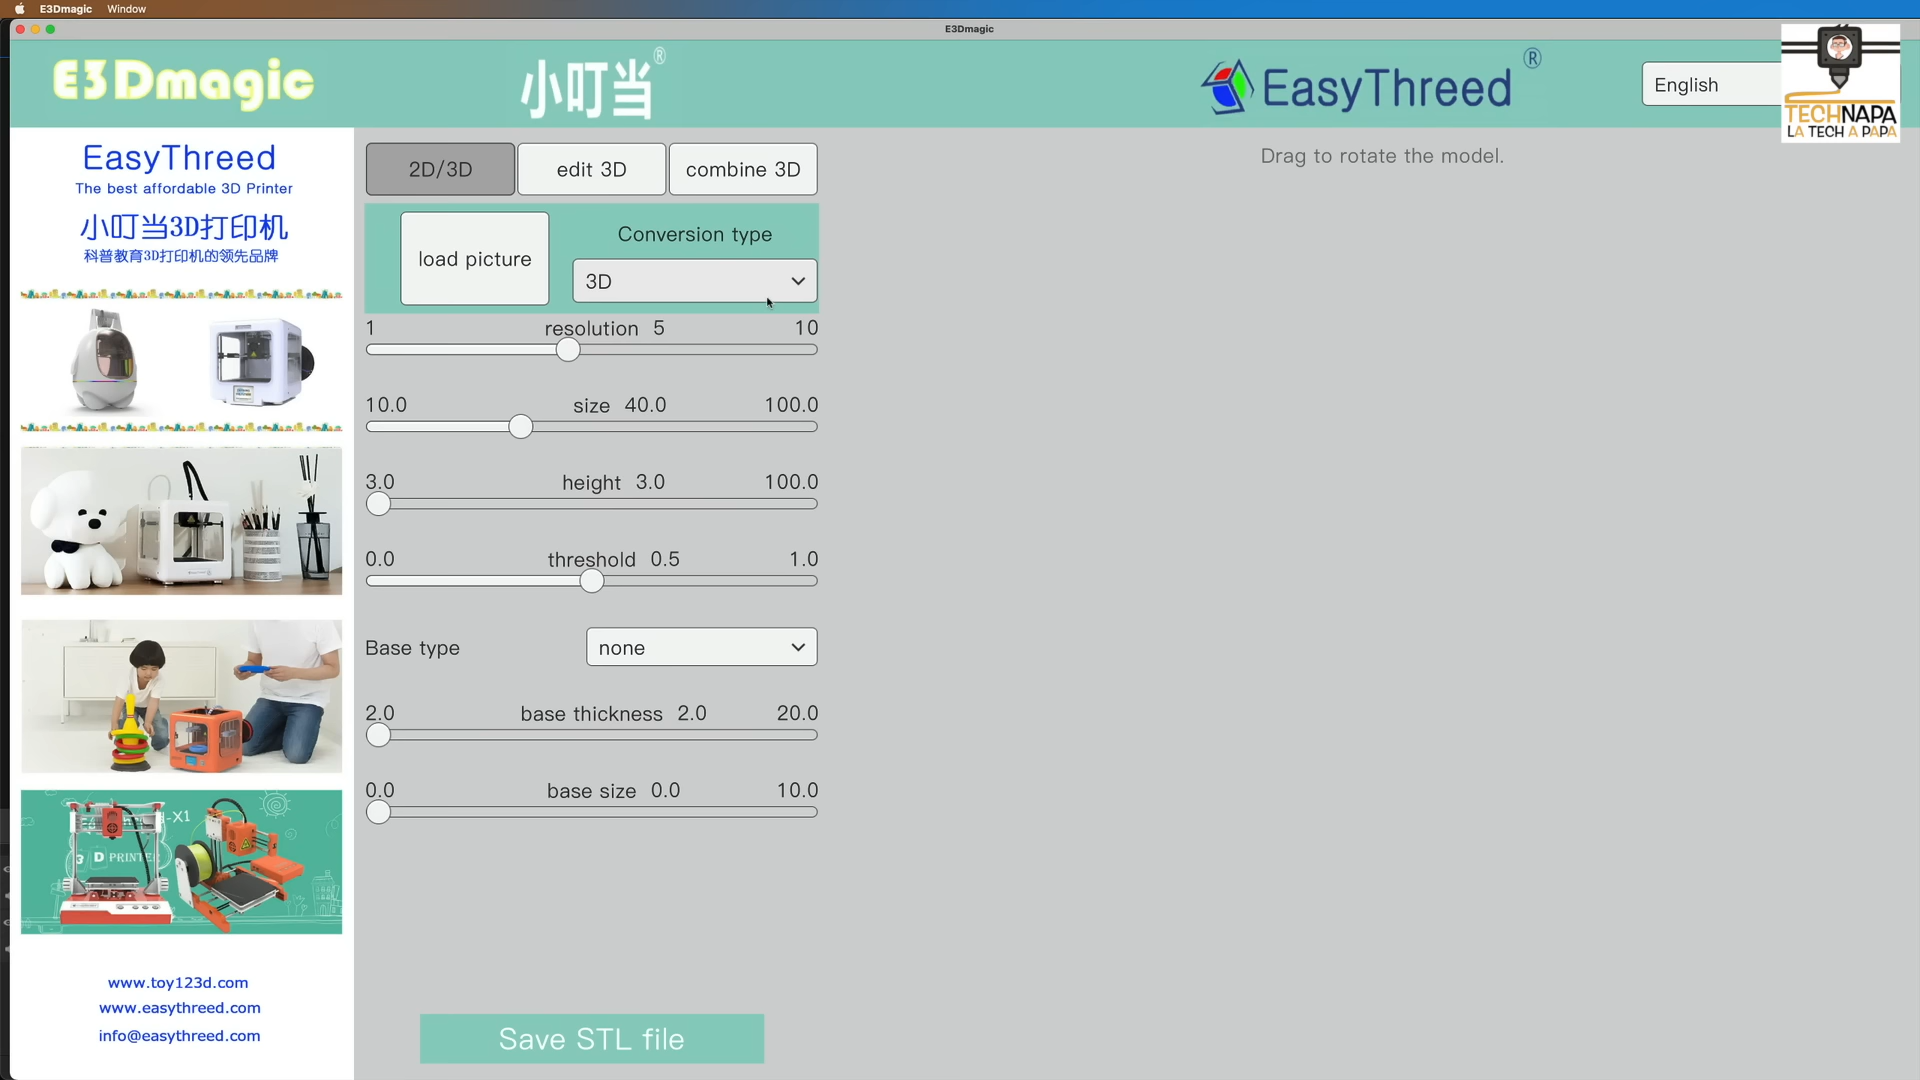 E3Dmagic Window
E3Dmagic
E3Dmagic
小叮当®
EasyThreed®
English
TECHNAPA
LA TECH A PAPA
EasyThreed
The best affordable 3D Printer
小叮当3D打印机
科普教育3D打印机的领先品牌
2D/3D edit 3D combine 3D
Drag to rotate the model.
load picture
Conversion type
3D
1 resolution 5 10
10.0 size 40.0 100.0
3.0 height 3.0 100.0
0.0 threshold 0.5 1.0
Base type none
2.0 base thickness 2.0 20.0
0.0 base size 0.0 10.0
-X1
3D PRINTER
www.toy123d.com
www.easythreed.com
info@easythreed.com
Save STL file